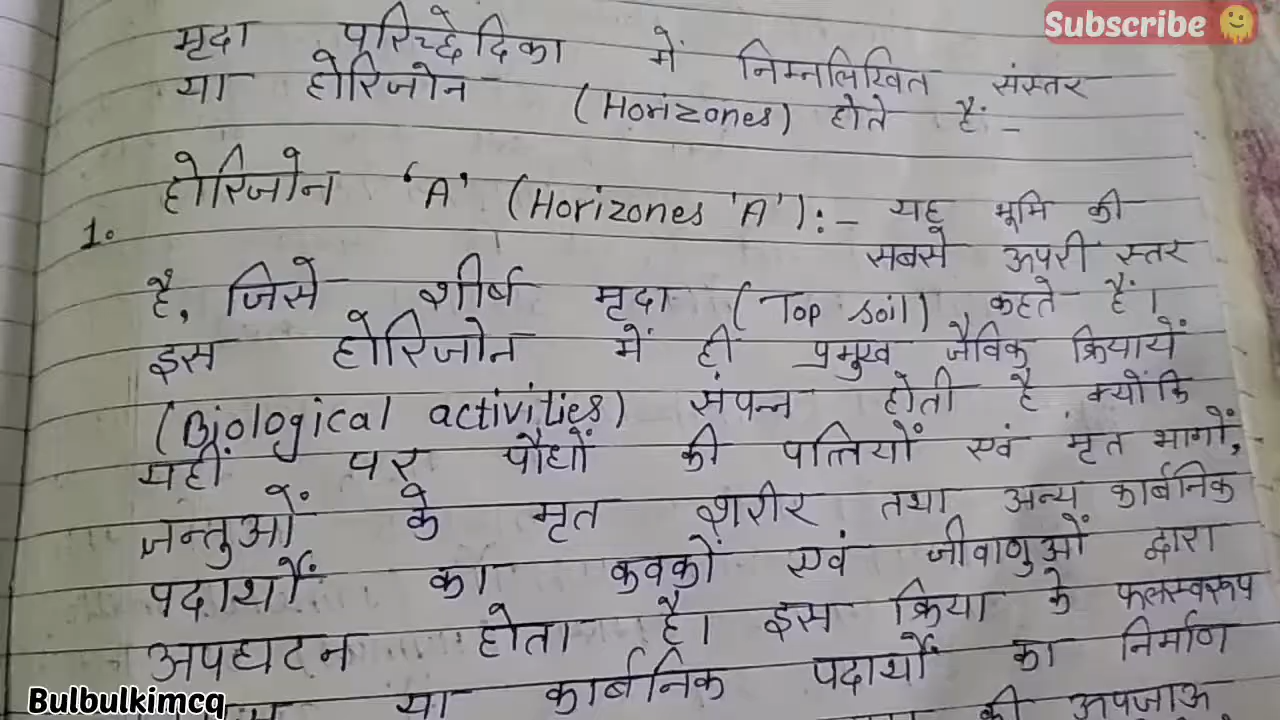 Subscribe
मृदा परिच्छेदिका में निम्नलिखित संस्तर
या होरिजोन (Horizones) होते हैं:-
1. होरिजोन ‘A’ (Horizones 'A'):- यह भूमि की
सबसे ऊपरी स्तर
है, जिसे शीर्ष मृदा (Top soil) कहते हैं।
इस होरिजोन में ही प्रमुख जैविक क्रियायें
(Biological activities) संपन्न होती है क्योंकि
यहीं पर पौधों की पत्तियों एवं मृत भागों,
जन्तुओं के मृत शरीर तथा अन्य कार्बनिक
पदार्थों का कवकों एवं जीवाणुओं द्वारा
अपघटन होता है। इस क्रिया के फलस्वरूप
या कार्बनिक पदार्थों का निर्माण
की उपजाऊ
Bulbulkimcq